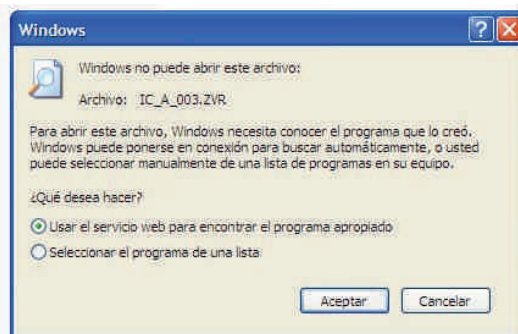 Windows
Windows no puede abrir este archivo:
Archivo: IC_A_003.ZVR
Para abrir este archivo, Windows necesita conocer el programa que lo creó.
Windows puede ponerse en conexión para buscar automáticamente, o usted
puede seleccionar manualmente de una lista de programas en su equipo.
¿Qué desea hacer?
Usar el servicio web para encontrar el programa apropiado
Seleccionar el programa de una lista
Aceptar Cancelar